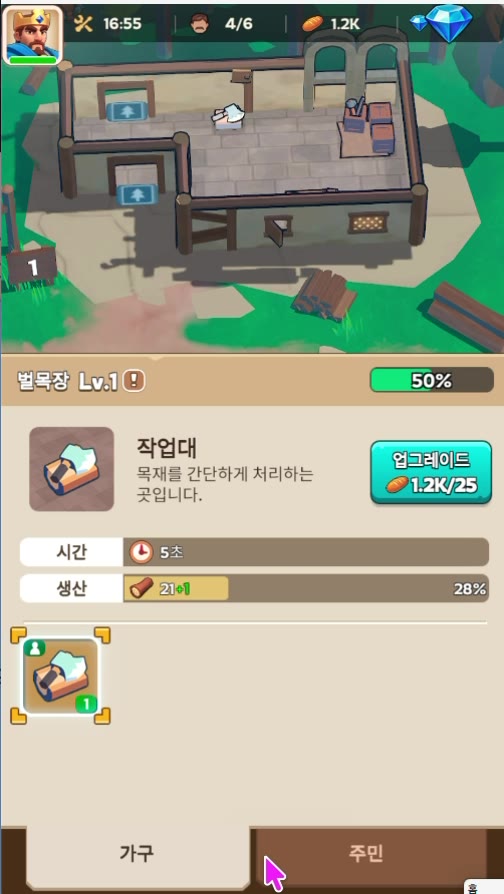 16:55
4/6
1.2K
1
벌목장 Lv.1
50%
작업대
목재를 간단하게 처리하는
곳입니다.
업그레이드
1.2K/25
시간
5초
생산
21+1
28%
1
가구
주민
홈